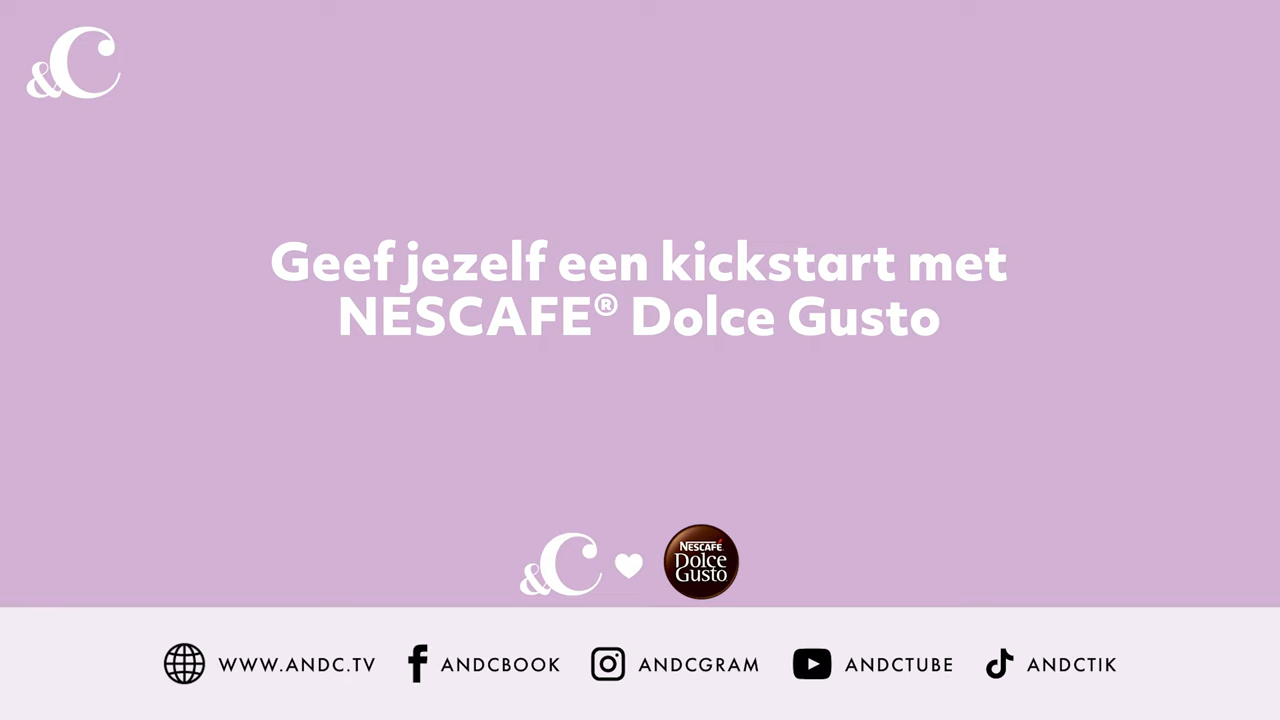 &C
Geef jezelf een kickstart met
NESCAFE® Dolce Gusto
&C
NESCAFÉ
Dolce
Gusto
WWW.ANDC.TV ANDCBOOK ANDCGRAM ANDCTUBE ANDCTIK